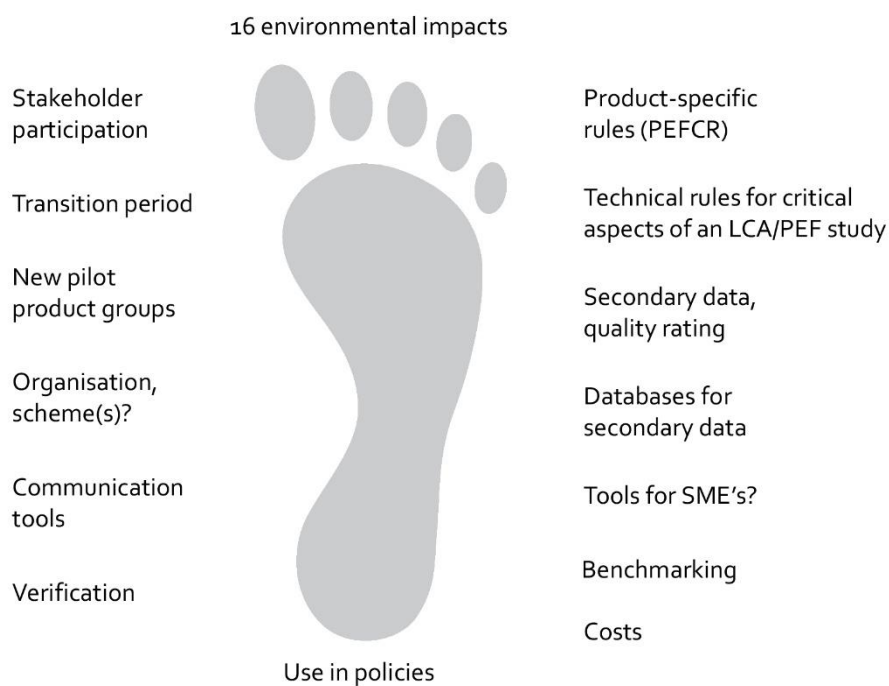 16 environmental impacts
Stakeholder
participation
Transition period
New pilot
product groups
Organisation,
scheme(s)?
Communication
tools
Verification
Product-specific
rules (PEFCR)
Technical rules for critical
aspects of an LCA/PEF study
Secondary data,
quality rating
Databases for
secondary data
Tools for SME's?
Benchmarking
Costs
Use in policies